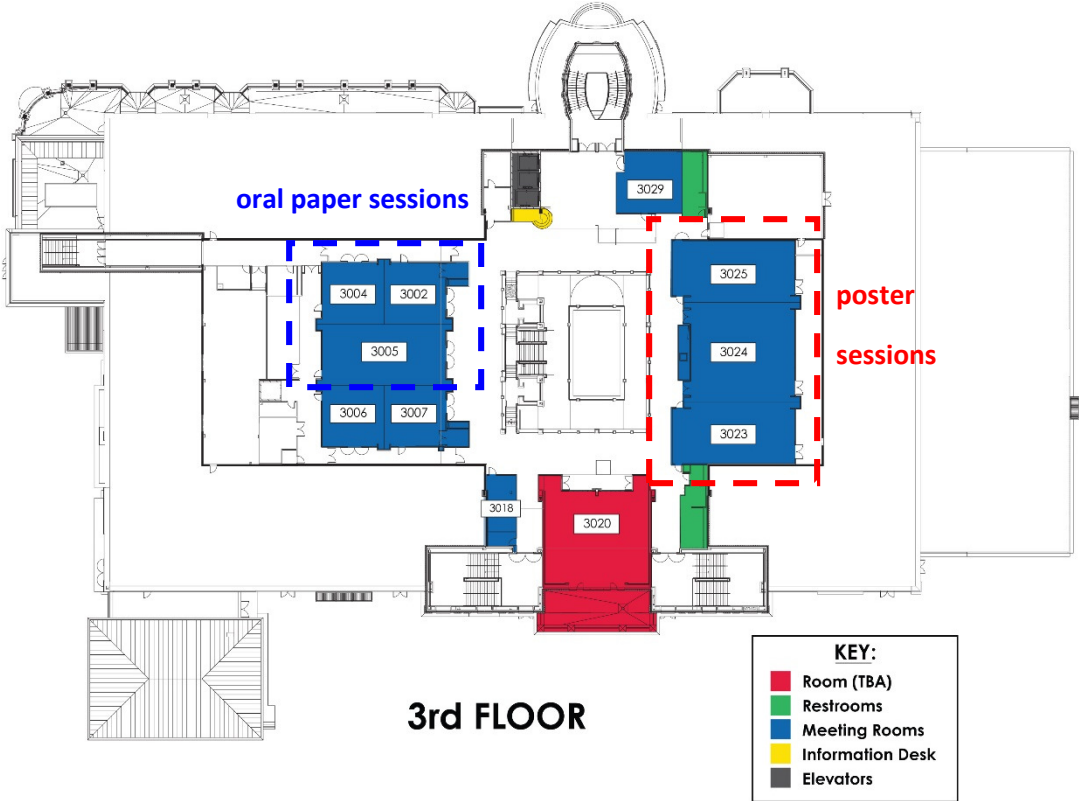 3029
oral paper sessions
3025
3004
3002
poster
3005
3024
sessions
3006
3007
3023
3018
3020
KEY:
Room (TBA)
Restrooms
Meeting Rooms
Information Desk
Elevators
3rd FLOOR